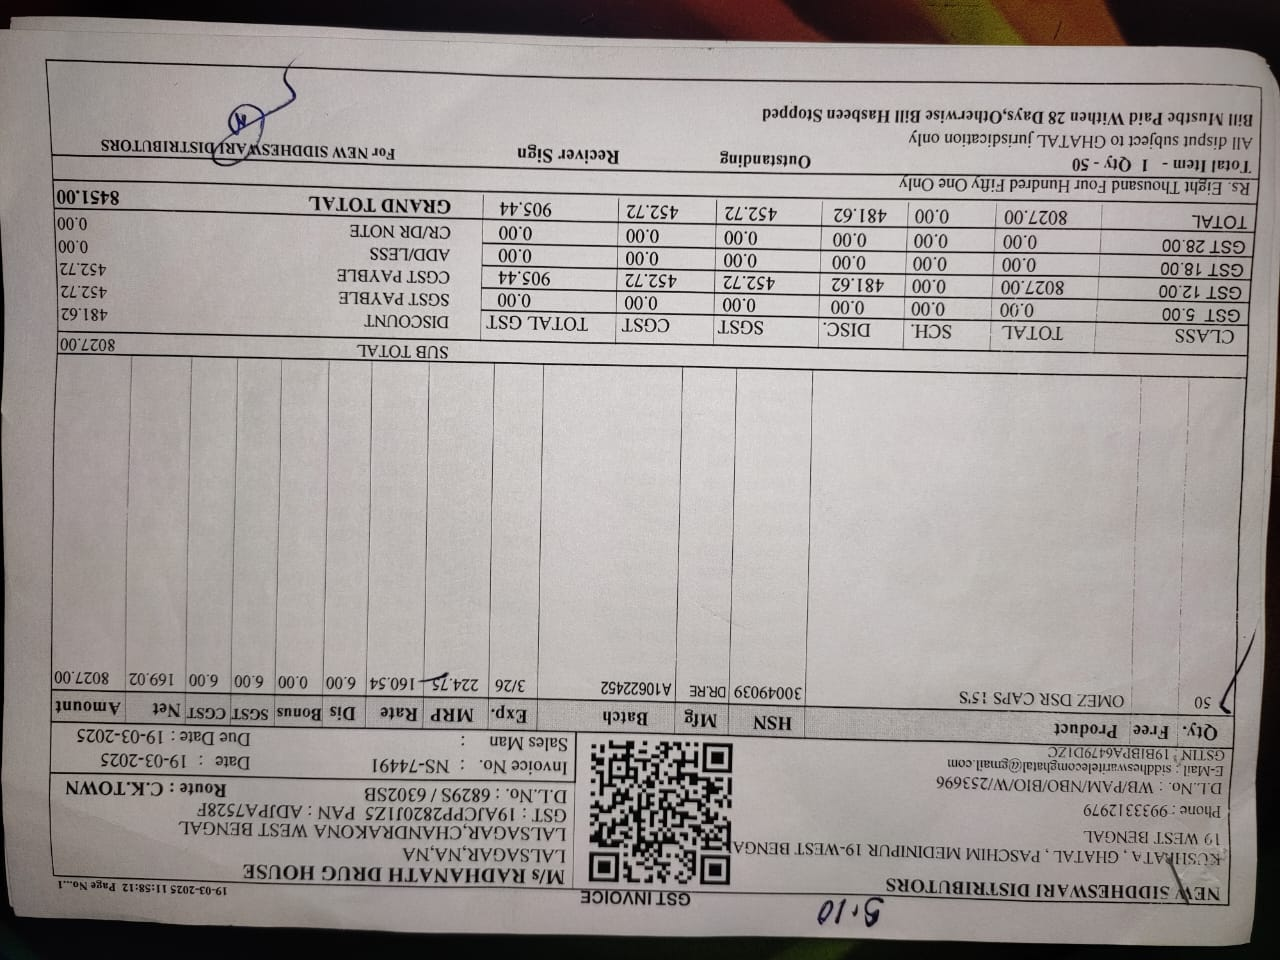 5.10
GST INVOICE
19-03-2025 11:58:12 Page No...1
NEW SIDDHESWARI DISTRIBUTORS
KUSHPATA, GHATAL, PASCHIM MEDINIPUR 19-WEST BENGA
19 WEST BENGAL
Phone : 9933312979
D.L.No. : WB/PAM/NBO/BIO/W/253696
E-Mail : siddheswaritelecomghatal@gmail.com
GSTIN : 19BIBPA6479D1ZC
M/s RADHANATH DRUG HOUSE
LALSAGAR,NA,NA
LALSAGAR,CHANDRAKONA WEST BENGAL
GST : 19AJCPP2820J1Z5 PAN : ADJPA7528F
D.L.No. : 6829S / 6302SB Route : C.K.TOWN
Invoice No. : NS-74491 Date : 19-03-2025
Sales Man : Due Date : 19-03-2025
Qty. Free Product HSN Mfg Batch Exp. MRP Rate Dis Bonus SGST CGST Net Amount
50 OMEZ DSR CAPS 15'S 30049039 DR.RE A10622452 3/26 224.75 160.54 6.00 0.00 6.00 6.00 169.02 8027.00
SUB TOTAL 8027.00
CLASS TOTAL SCH. DISC. SGST CGST TOTAL GST DISCOUNT 481.62
GST 5.00 0.00 0.00 0.00 0.00 0.00 0.00 SGST PAYBLE 452.72
GST 12.00 8027.00 0.00 481.62 452.72 452.72 905.44 CGST PAYBLE 452.72
GST 18.00 0.00 0.00 0.00 0.00 0.00 0.00 ADD/LESS 0.00
GST 28.00 0.00 0.00 0.00 0.00 0.00 0.00 CR/DR NOTE 0.00
TOTAL 8027.00 0.00 481.62 452.72 452.72 905.44 GRAND TOTAL 8451.00
Rs. Eight Thousand Four Hundred Fifty One Only
Total Item - 1 Qty - 50 Outstanding Reciver Sign For NEW SIDDHESWARI DISTRIBUTORS
All disput subject to GHATAL jurisdication only
Bill Mustbe Paid Withen 28 Days,Otherwise Bill Hasbeen Stopped